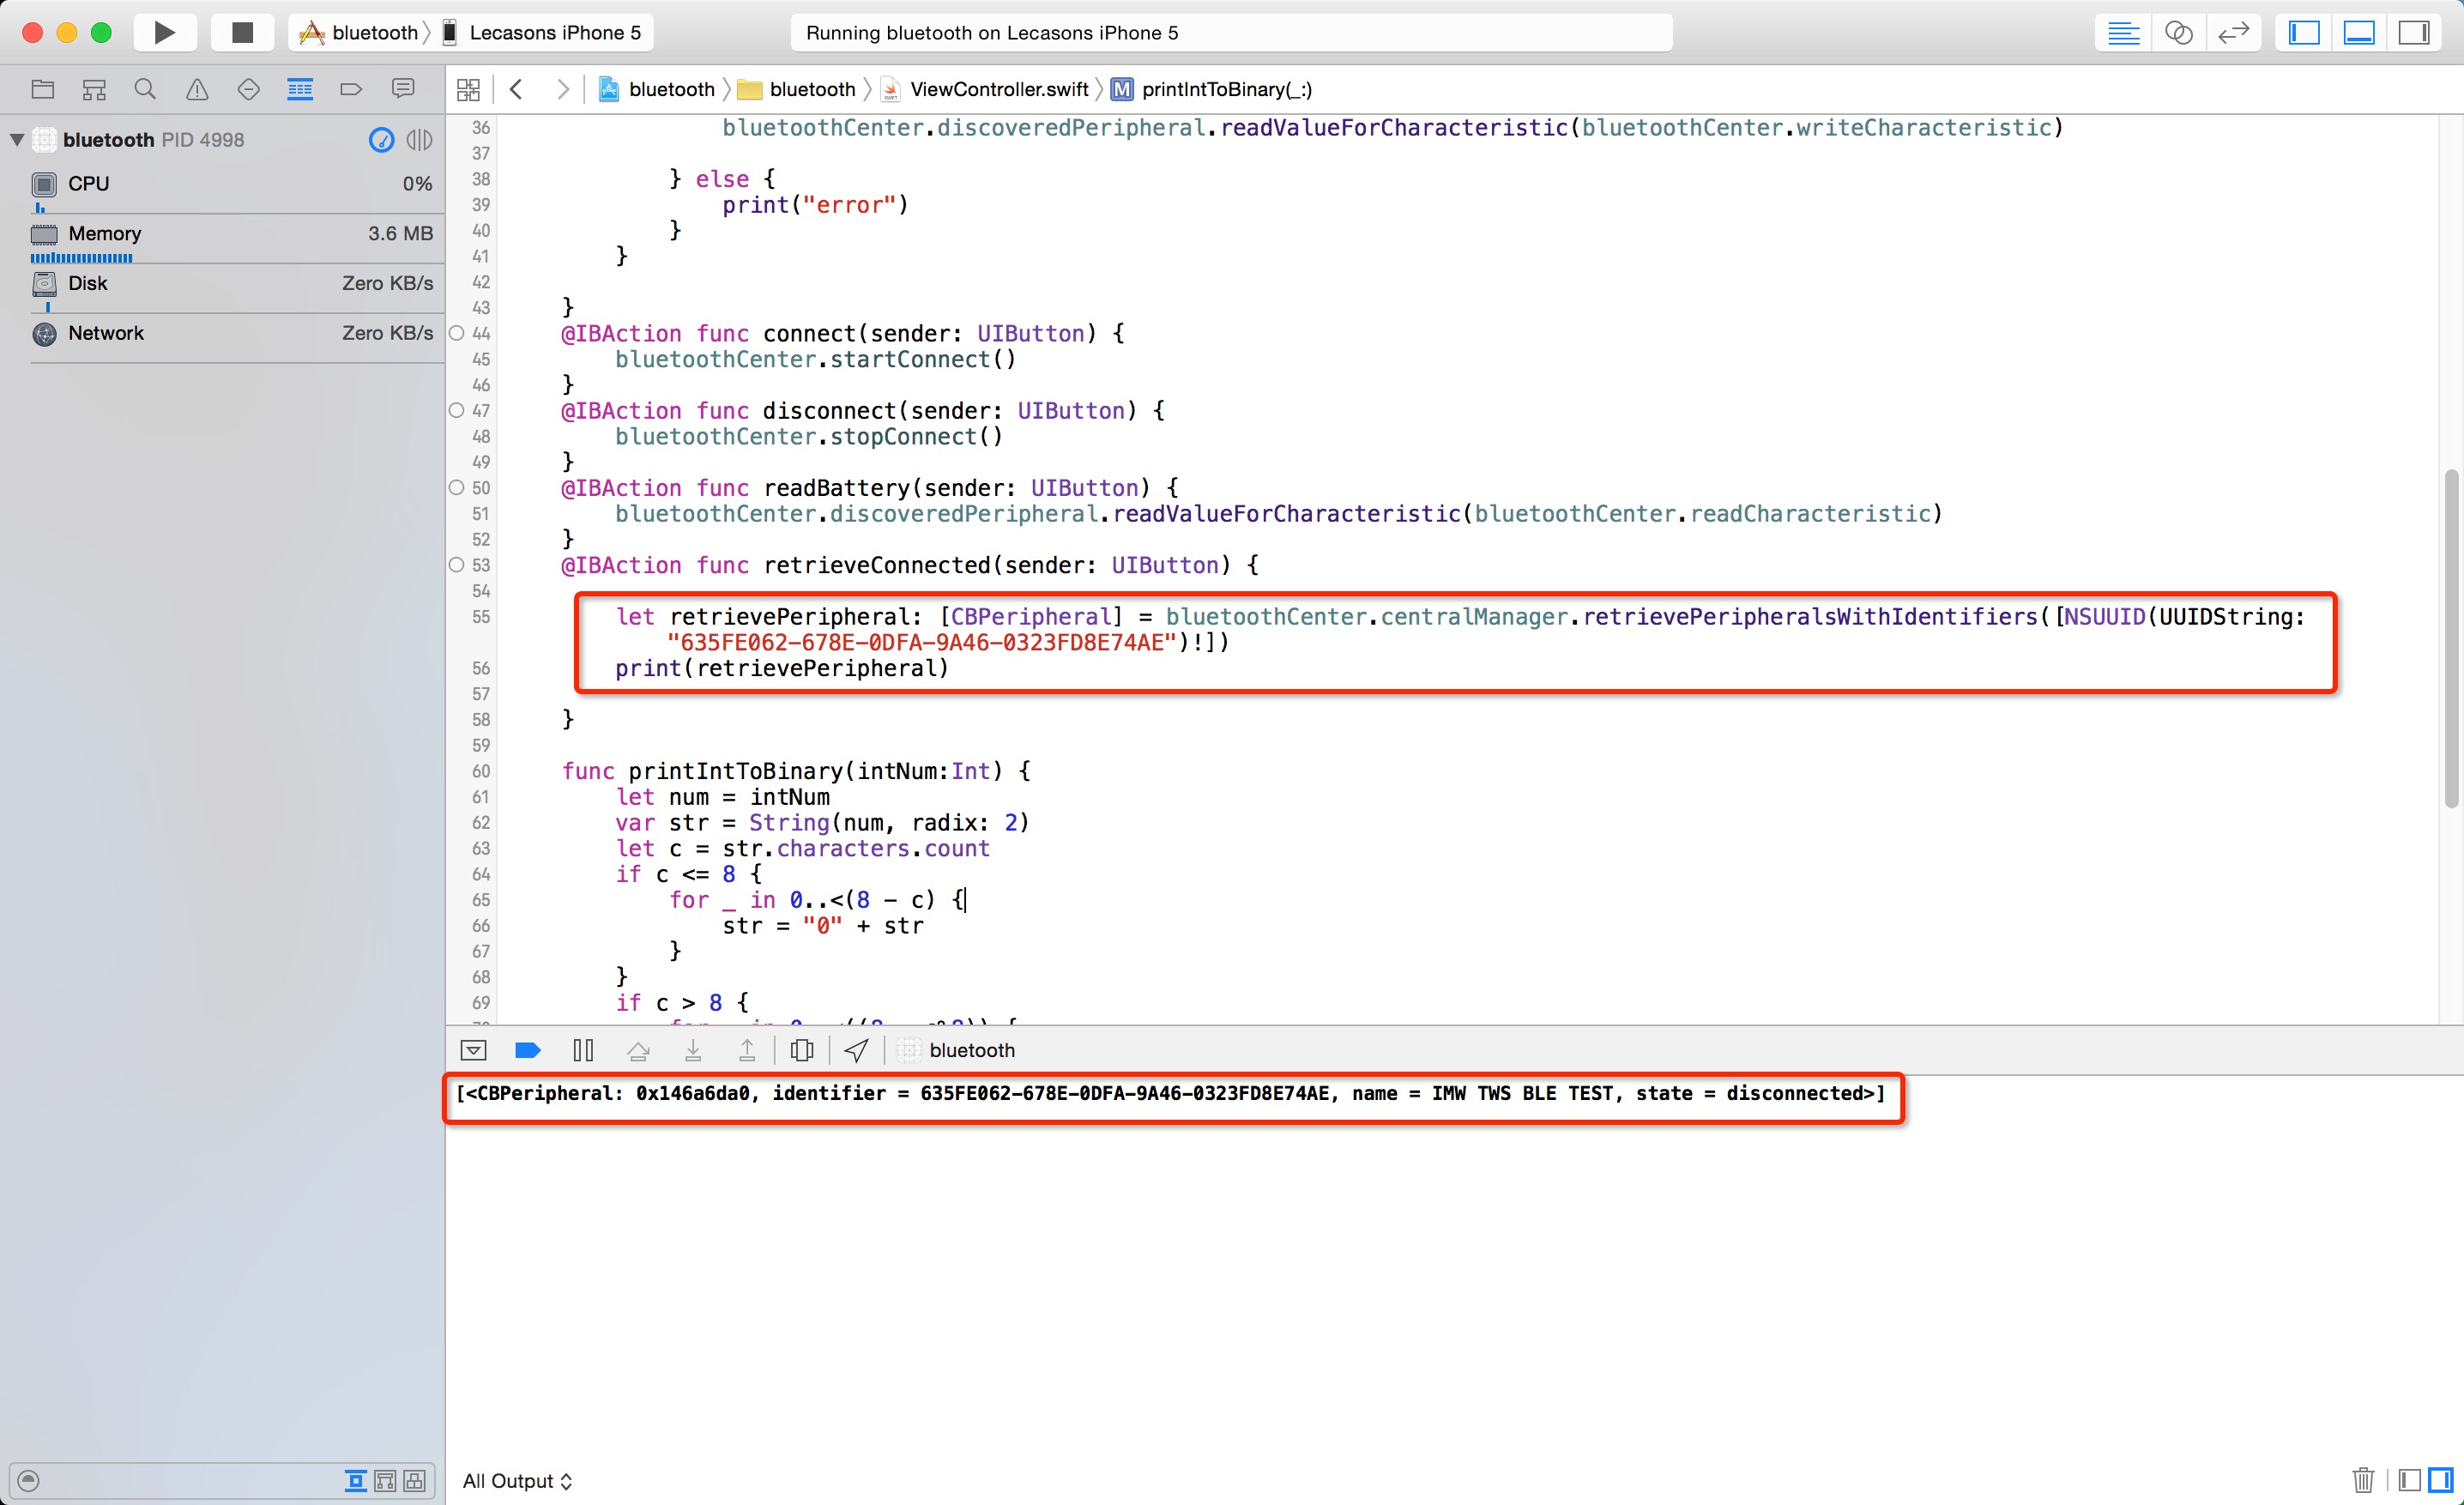 bluetooth Lecasons iPhone 5
Running bluetooth on Lecasons iPhone 5
bluetooth bluetooth ViewController.swift M printIntToBinary(_:)
bluetooth PID 4998
CPU 0%
Memory 3.6 MB
Disk Zero KB/s
Network Zero KB/s
36 bluetoothCenter.discoveredPeripheral.readValueForCharacteristic(bluetoothCenter.writeCharacteristic)
37
38 } else {
39 print("error")
40 }
41 }
42
43 }
44 @IBAction func connect(sender: UIButton) {
45 bluetoothCenter.startConnect()
46 }
47 @IBAction func disconnect(sender: UIButton) {
48 bluetoothCenter.stopConnect()
49 }
50 @IBAction func readBattery(sender: UIButton) {
51 bluetoothCenter.discoveredPeripheral.readValueForCharacteristic(bluetoothCenter.readCharacteristic)
52 }
53 @IBAction func retrieveConnected(sender: UIButton) {
54
55 let retrievePeripheral: [CBPeripheral] = bluetoothCenter.centralManager.retrievePeripheralsWithIdentifiers([NSUUID(UUIDString:
"635FE062-678E-0DFA-9A46-0323FD8E74AE")!])
56 print(retrievePeripheral)
57
58 }
59
60 func printIntToBinary(intNum:Int) {
61 let num = intNum
62 var str = String(num, radix: 2)
63 let c = str.characters.count
64 if c <= 8 {
65 for _ in 0..<(8 - c) {
66 str = "0" + str
67 }
68 }
69 if c > 8 {
bluetooth
[<CBPeripheral: 0x146a6da0, identifier = 635FE062-678E-0DFA-9A46-0323FD8E74AE, name = IMW TWS BLE TEST, state = disconnected>]
All Output